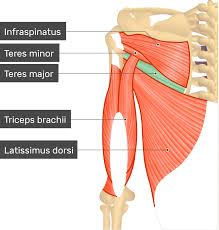 Infraspinatus
Teres minor
Teres major
Triceps brachii
Latissimus dorsi